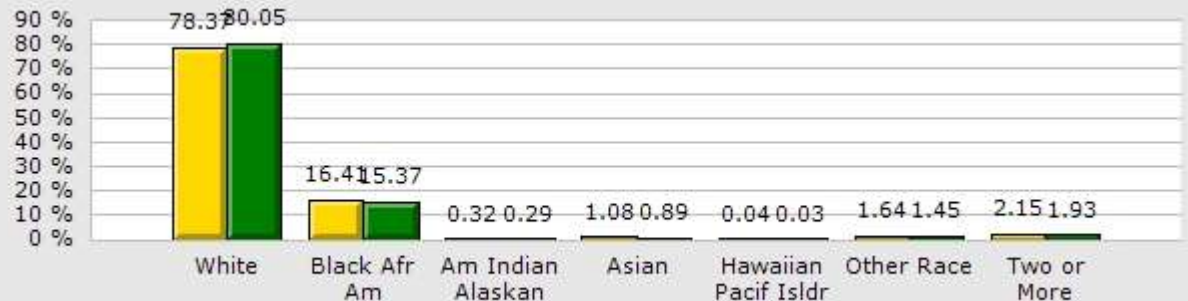 90 %
80 %
70 %
60 %
50 %
40 %
30 %
20 %
10 %
0 %
78.37 80.05
16.41 15.37
0.32 0.29
1.08 0.89
0.04 0.03
1.64 1.45
2.15 1.93
White
Black Afr
Am
Am Indian
Alaskan
Asian
Hawaiian
Pacif Isldr
Other Race
Two or
More